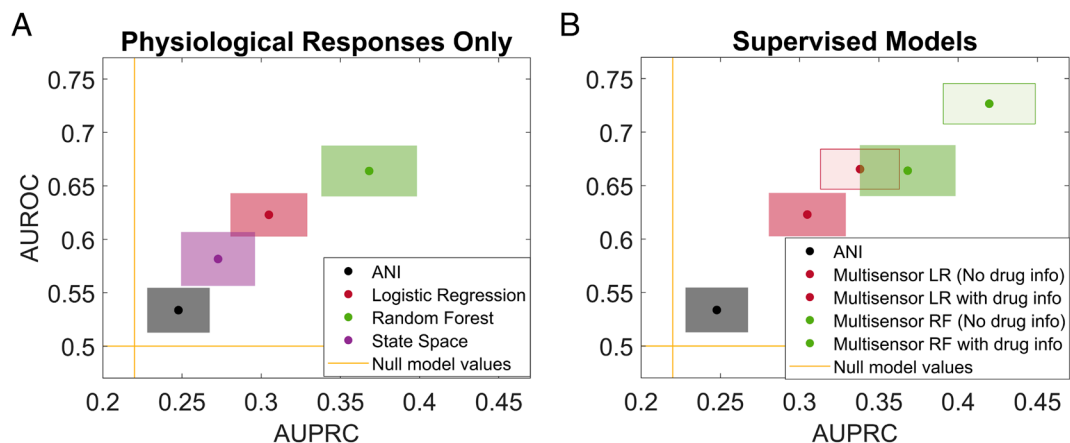 A
Physiological Responses Only
AUROC
0.75
0.7
0.65
0.6
0.55
0.5
0.2
0.25
0.3
0.35
0.4
0.45
AUPRC
ANI
Logistic Regression
Random Forest
State Space
Null model values
B
Supervised Models
0.75
0.7
0.65
0.6
0.55
0.5
0.2
0.25
0.3
0.35
0.4
0.45
AUPRC
ANI
Multisensor LR (No drug info)
Multisensor LR with drug info
Multisensor RF (No drug info)
Multisensor RF with drug info
Null model values